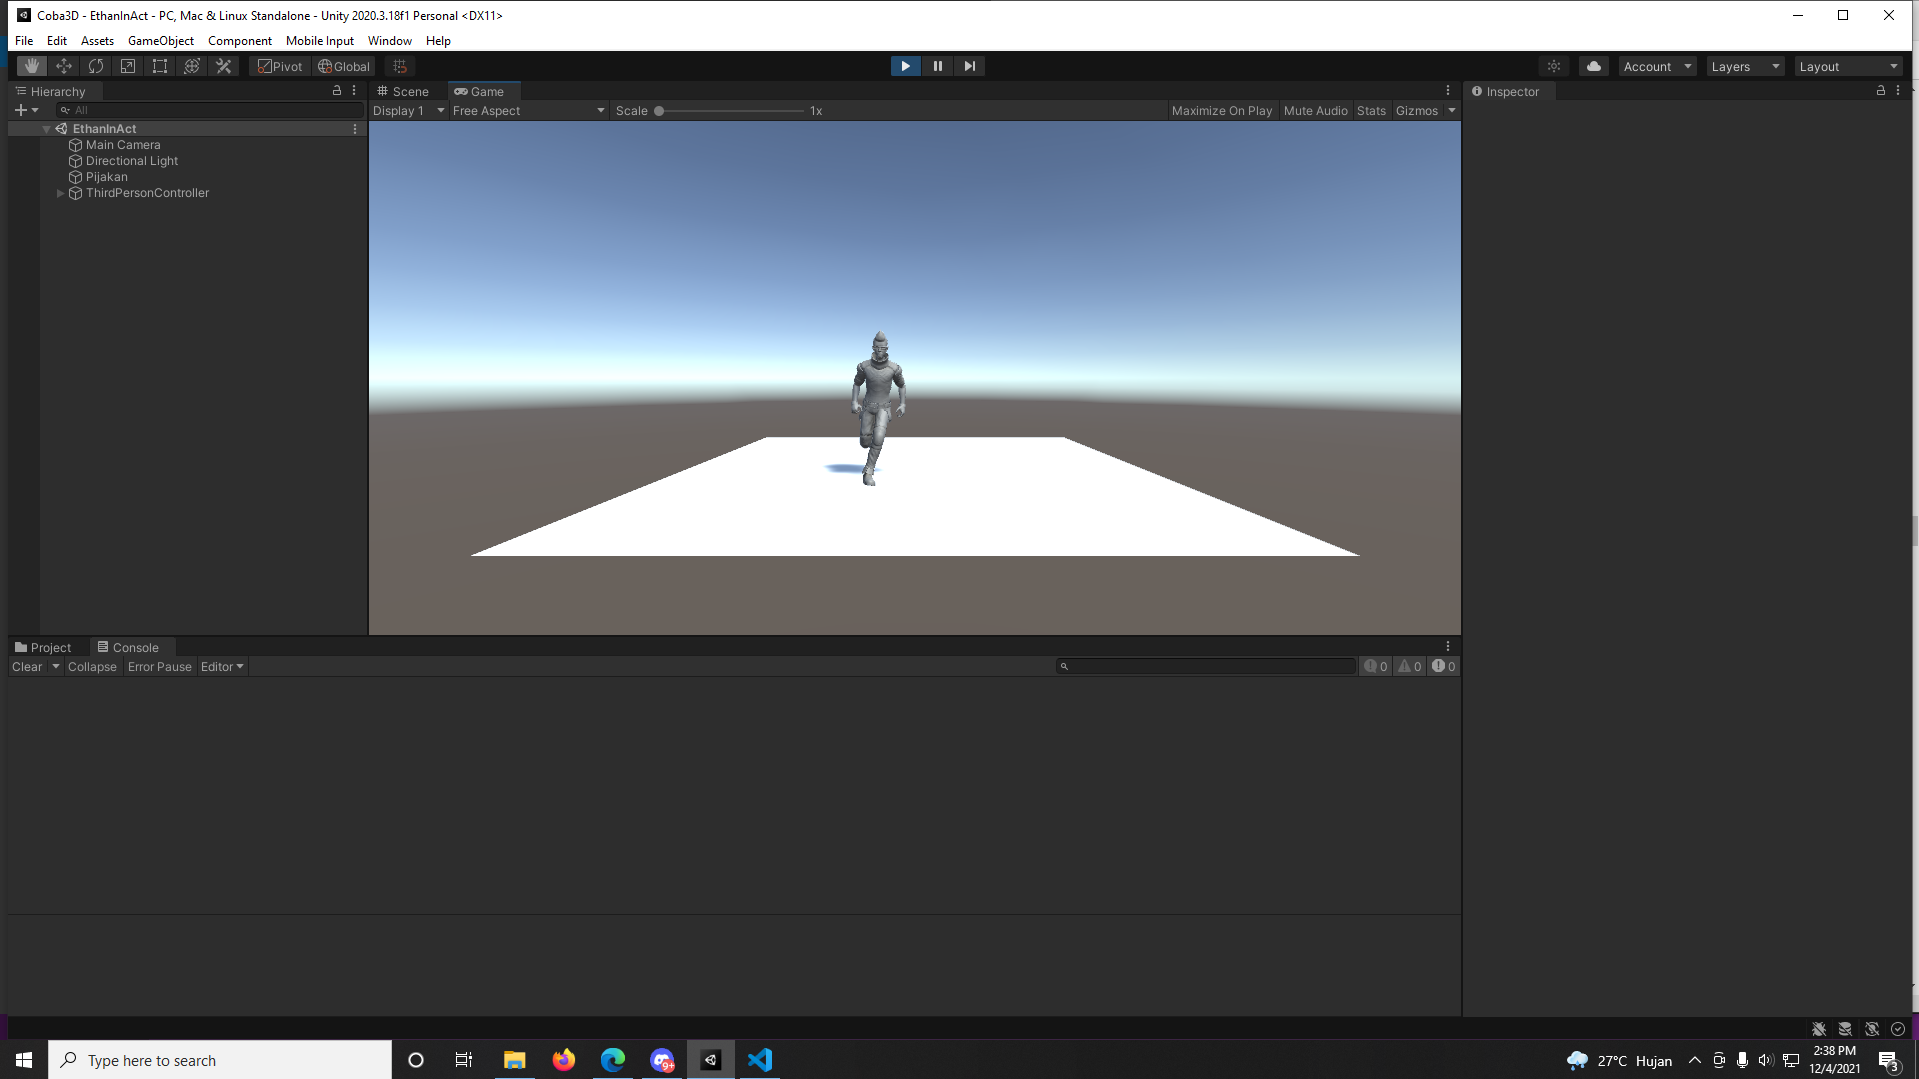 Coba3D - EthanInAct - PC, Mac & Linux Standalone - Unity 2020.3.18f1 Personal <DX11>
File Edit Assets GameObject Component Mobile Input Window Help
Pivot Global Account Layers Layout
Hierarchy Scene Game Inspector
All Display 1 Free Aspect Scale 1x Maximize On Play Mute Audio Stats Gizmos
EthanInAct
Main Camera
Directional Light
Pijakan
ThirdPersonController
Project Console
Clear Collapse Error Pause Editor 0 0 0
Type here to search 9+ 27°C Hujan 2:38 PM
12/4/2021 3